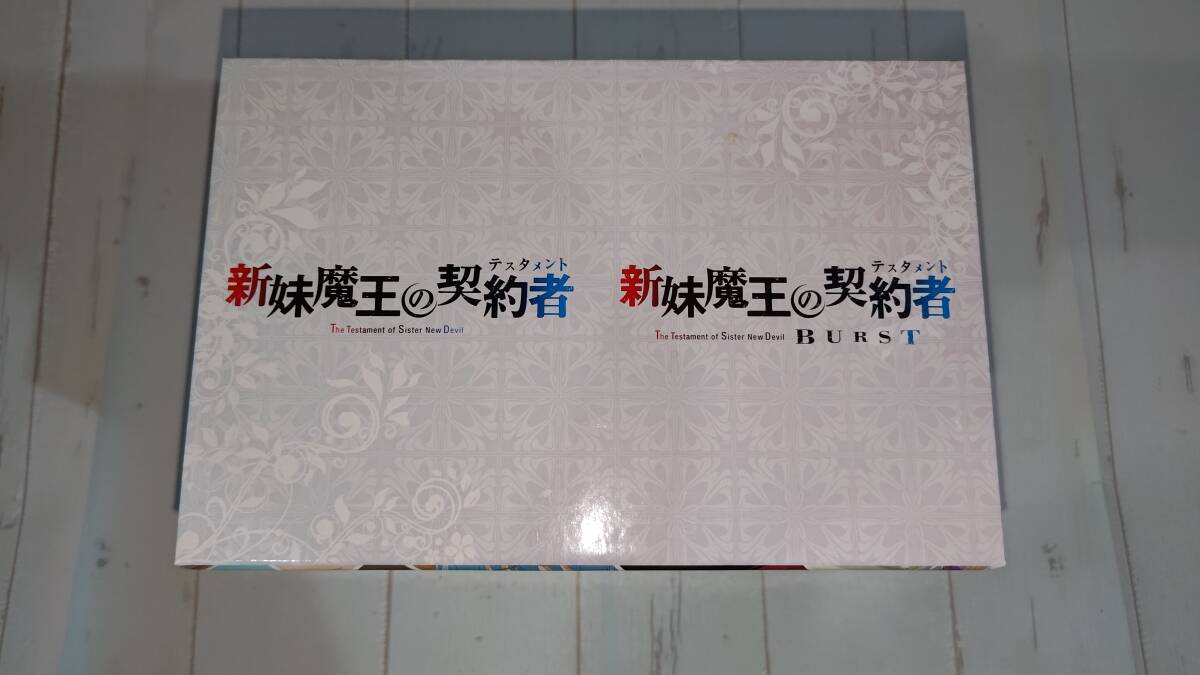 テスタメント
新妹魔王の契約者
The Testament of Sister New Devil
テスタメント
新妹魔王の契約者
The Testament of Sister New Devil BURST